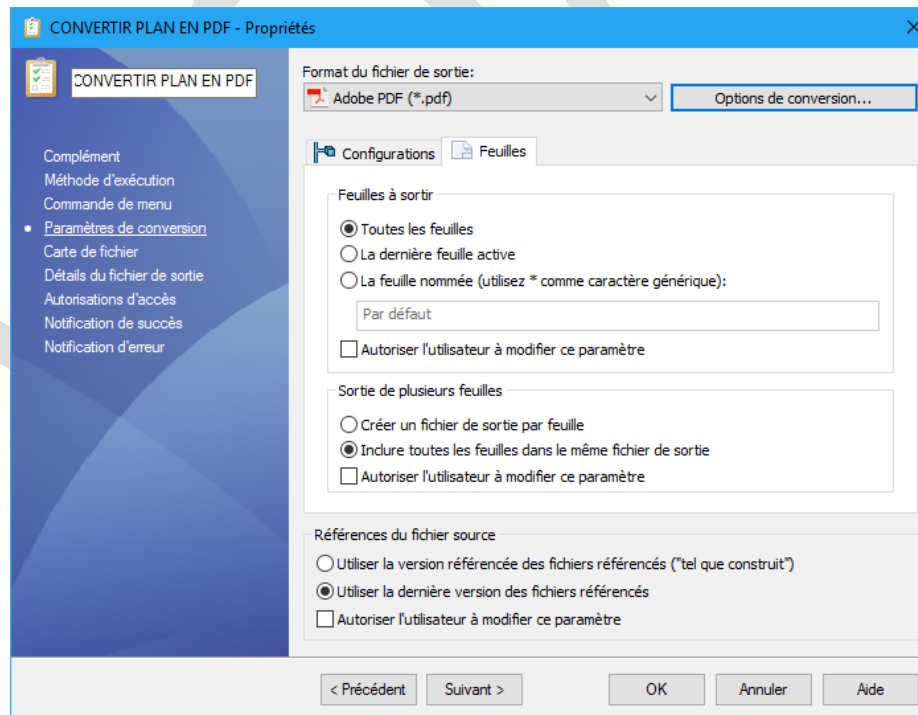 CONVERTIR PLAN EN PDF - Propriétés
CONVERTIR PLAN EN PDF
Complément
Méthode d'exécution
Commande de menu
Paramètres de conversion
Carte de fichier
Détails du fichier de sortie
Autorisations d'accès
Notification de succès
Notification d'erreur
Format du fichier de sortie:
Adobe PDF (*.pdf)
Options de conversion...
Configurations
Feuilles
Feuilles à sortir
Toutes les feuilles
La dernière feuille active
La feuille nommée (utilisez * comme caractère générique):
Par défaut
Autoriser l'utilisateur à modifier ce paramètre
Sortie de plusieurs feuilles
Créer un fichier de sortie par feuille
Inclure toutes les feuilles dans le même fichier de sortie
Autoriser l'utilisateur à modifier ce paramètre
Références du fichier source
Utiliser la version référencée des fichiers référencés ("tel que construit")
Utiliser la dernière version des fichiers référencés
Autoriser l'utilisateur à modifier ce paramètre
< Précédent
Suivant >
OK
Annuler
Aide